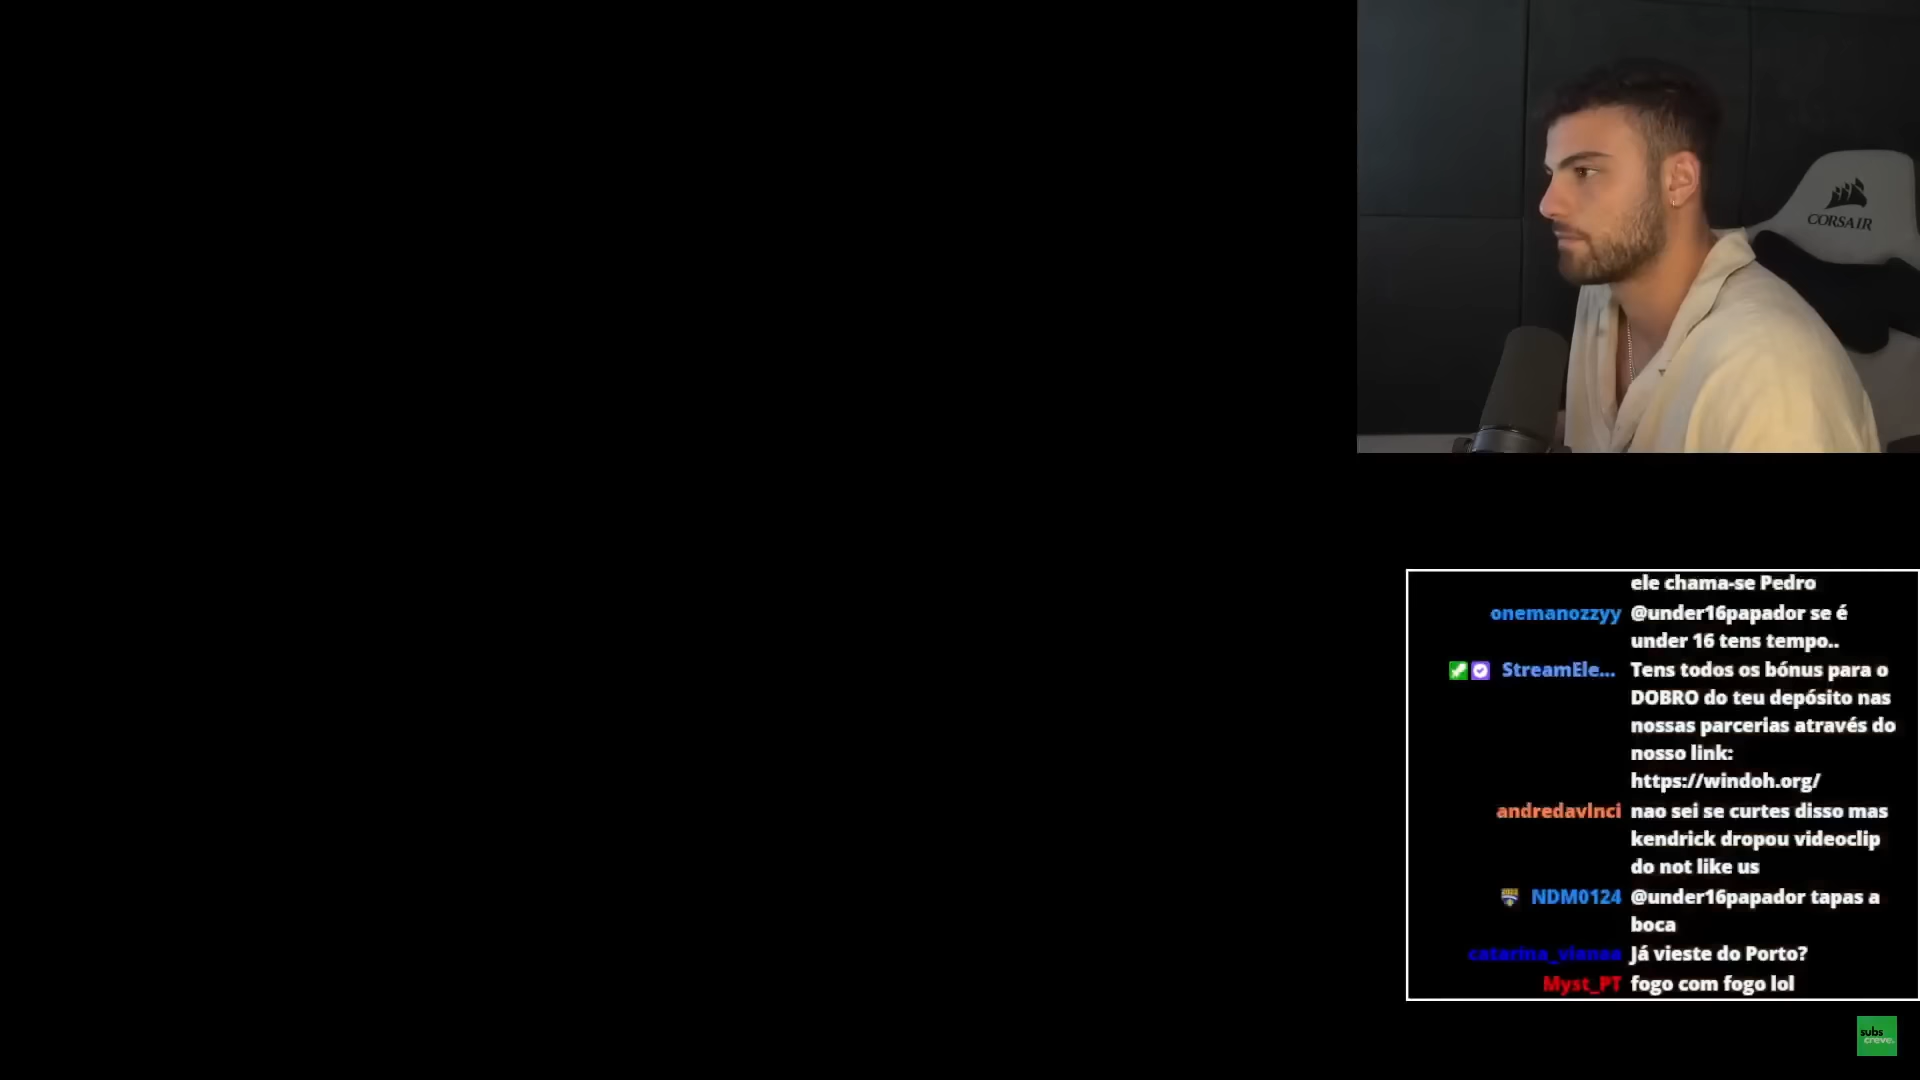 CORSAIR
ele chama-se Pedro
onemanozzyy @under16papador se é
under 16 tens tempo..
StreamEle... Tens todos os bónus para o
DOBRO do teu depósito nas
nossas parcerias através do
nosso link:
https://windoh.org/
andredavlnci nao sei se curtes disso mas
kendrick dropou videoclip
do not like us
NDM0124 @under16papador tapas a
boca
catarina_vianaa Já vieste do Porto?
Myst_PT fogo com fogo lol
subs
creve.